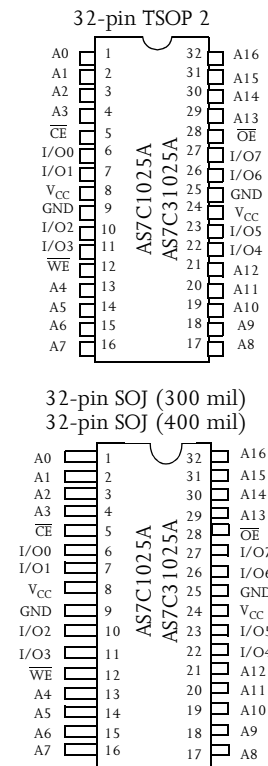 32-pin TSOP 2
A0 1 32 A16
A1 2 31 A15
A2 3 30 A14
A3 4 29 A13
CE 5 28 OE
I/O0 6 27 I/O7
I/O1 7 26 I/O6
VCC 8 25 GND
GND 9 24 VCC
I/O2 10 23 I/O5
I/O3 11 22 I/O4
WE 12 21 A12
A4 13 20 A11
A5 14 19 A10
A6 15 18 A9
A7 16 17 A8
AS7C1025A
AS7C31025A
32-pin SOJ (300 mil)
32-pin SOJ (400 mil)
A0 1 32 A16
A1 2 31 A15
A2 3 30 A14
A3 4 29 A13
CE 5 28 OE
I/O0 6 27 I/O7
I/O1 7 26 I/O6
VCC 8 25 GND
GND 9 24 VCC
I/O2 10 23 I/O5
I/O3 11 22 I/O4
WE 12 21 A12
A4 13 20 A11
A5 14 19 A10
A6 15 18 A9
A7 16 17 A8
AS7C1025A
AS7C31025A